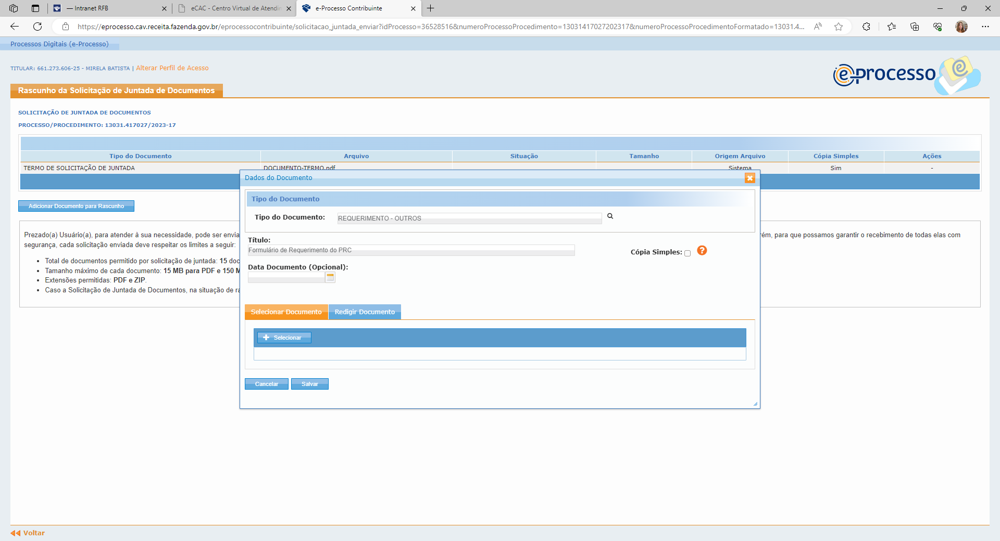 — Intranet RFB
eCAC - Centro Virtual de Atendin
e-Processo Contribuinte
https://eprocesso.cav.receita.fazenda.gov.br/eprocessocontribuinte/solicitacao_juntada_enviar?idProcesso=36528516&numeroProcessoProcedimento=13031417027202317&numeroProcessoProcedimentoFormatado=13031.4...
Processos Digitais (e-Processo)
TITULAR: 661.273.606-25 - MIRELA BATISTA | Alterar Perfil de Acesso
e-processo
Rascunho da Solicitação de Juntada de Documentos
SOLICITAÇÃO DE JUNTADA DE DOCUMENTOS
PROCESSO/PROCEDIMENTO: 13031.417027/2023-17
Tipo do Documento Arquivo Situação Tamanho Origem Arquivo Cópia Simples Ações
TERMO DE SOLICITAÇÃO DE JUNTADA DOCUMENTO-TERMO.pdf Sistema Sim -
Dados do Documento
Tipo do Documento
Adicionar Documento para Rascunho
Tipo do Documento: REQUERIMENTO - OUTROS
Prezado(a) Usuário(a), para atender à sua necessidade, pode ser envia
rém, para que possamos garantir o recebimento de todas elas com
segurança, cada solicitação enviada deve respeitar os limites a seguir:
Título:
Formulário de Requerimento do PRC
Cópia Simples:
• Total de documentos permitido por solicitação de juntada: 15 doc
Data Documento (Opcional):
• Tamanho máximo de cada documento: 15 MB para PDF e 150 M
• Extensões permitidas: PDF e ZIP.
• Caso a Solicitação de Juntada de Documentos, na situação de ra
Selecionar Documento Redigir Documento
Selecionar
Cancelar Salvar
Voltar